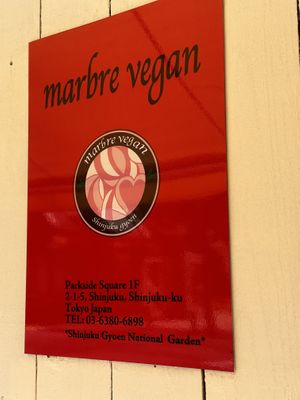 marbre vegan
marbre vegan
Shinjuku gyoen
Parkside Square 1F
2-1-5, Shinjuku, Shinjuku-ku
Tokyo Japan
TEL: 03-6380-6898
*Shinjuku Gyoen National Garden*